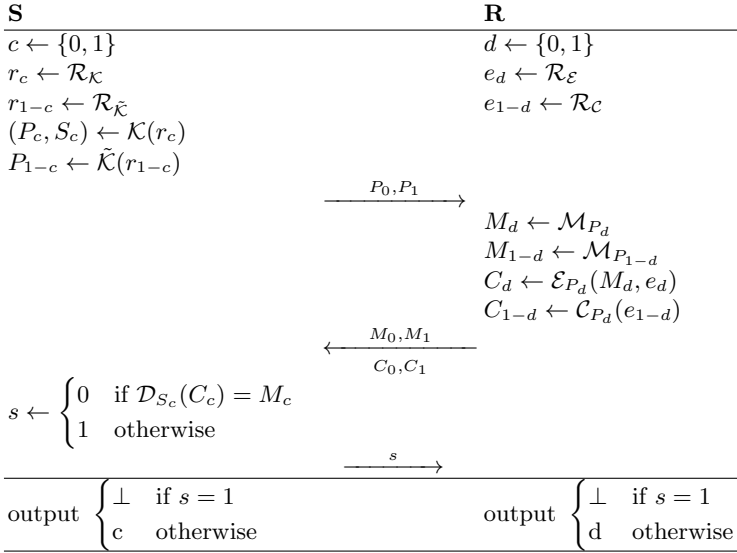 S R
c ← {0, 1} d ← {0, 1}
r_c ← R_K e_d ← R_E
r_{1−c} ← R_{K̃} e_{1−d} ← R_C
(P_c, S_c) ← K(r_c)
P_{1−c} ← K̃(r_{1−c})
P_0,P_1
M_d ← M_{P_d}
M_{1−d} ← M_{P_{1−d}}
C_d ← E_{P_d}(M_d, e_d)
C_{1−d} ← C_{P_d}(e_{1−d})
M_0,M_1
C_0,C_1
s ← { 0 if D_{S_c}(C_c) = M_c
1 otherwise
s
output { ⊥ if s = 1 output { ⊥ if s = 1
c otherwise d otherwise